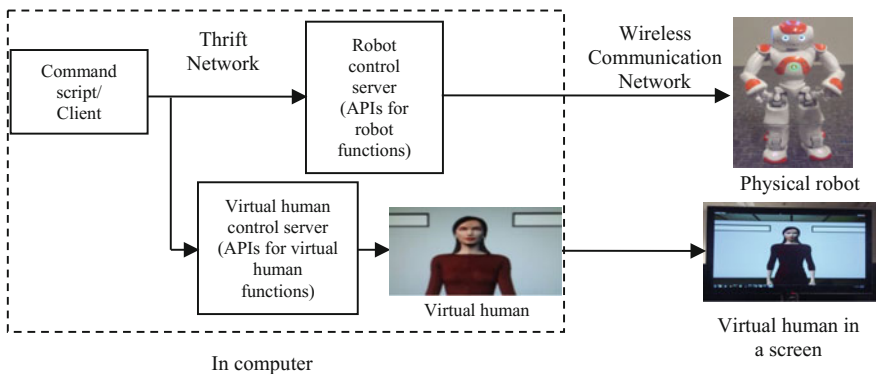 Command
script/
Client
Thrift
Network
Robot
control
server
(APIs for
robot
functions)
Wireless
Communication
Network
Physical robot
Virtual human
control server
(APIs for virtual
human
functions)
Virtual human
Virtual human in
a screen
In computer